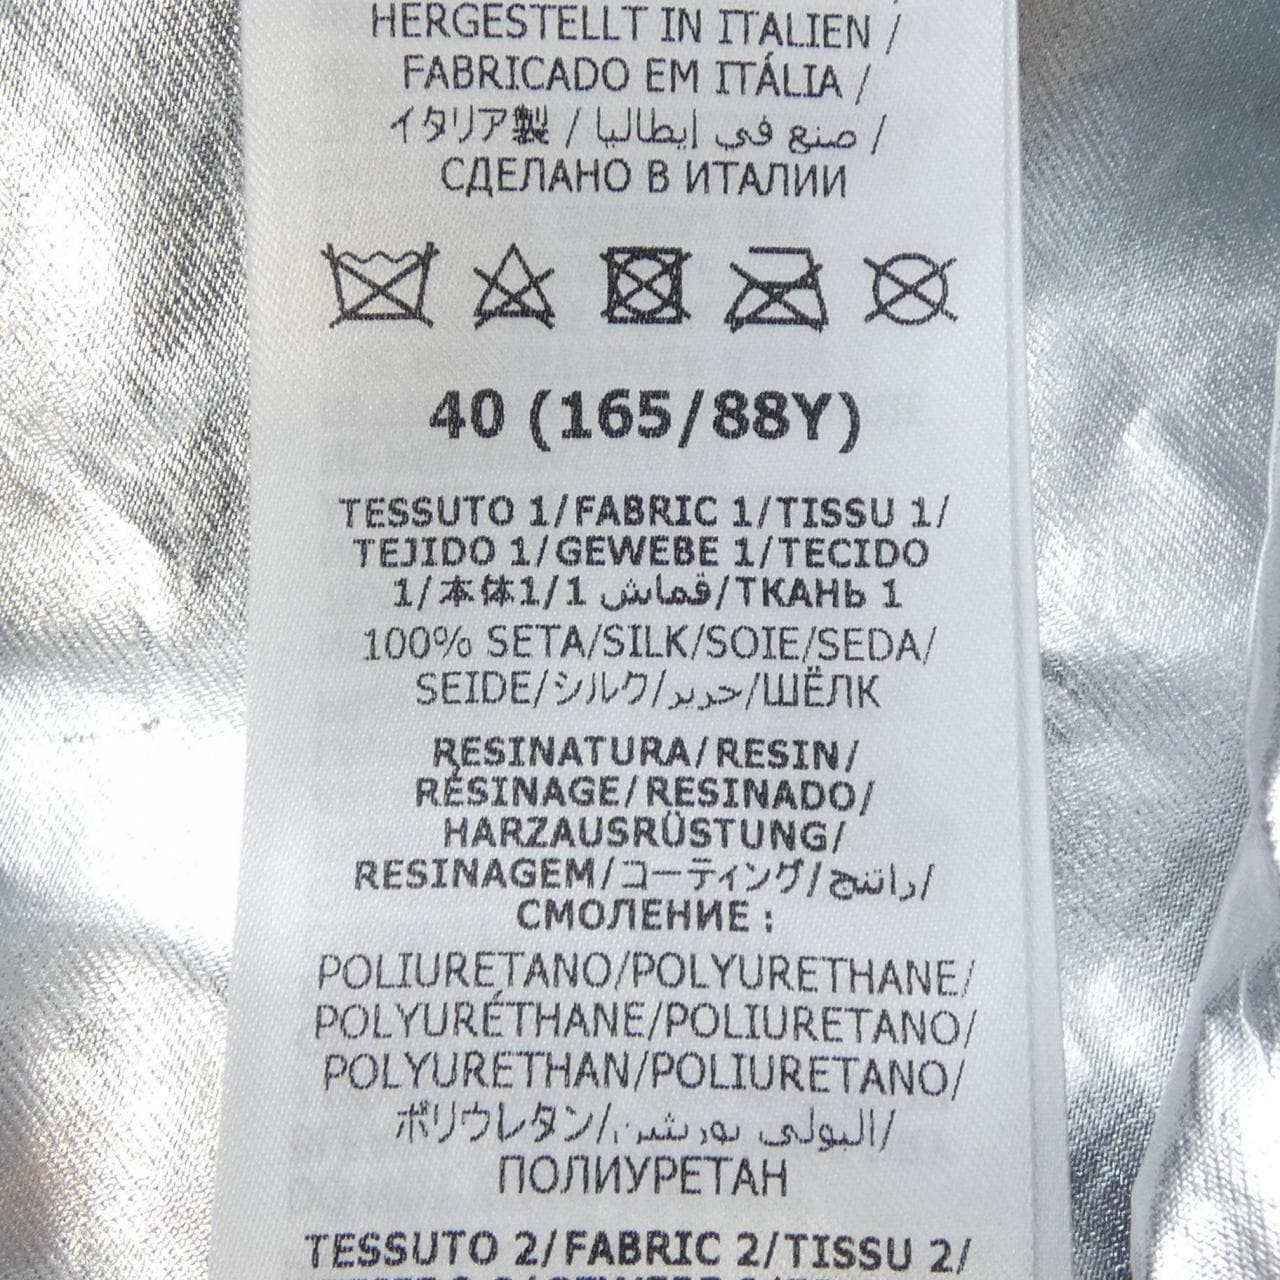 HERGESTELLT IN ITALIEN /
FABRICADO EM ITÁLIA /
イタリア製 / صنع في إيطاليا /
СДЕЛАНО В ИТАЛИИ
40 (165/88Y)
TESSUTO 1/FABRIC 1/TISSU 1/
TEJIDO 1/GEWEBE 1/TECIDO
1/本体1/1 قماش/ТКАНЬ 1
100% SETA/SILK/SOIE/SEDA/
SEIDE/シルク/حرير/ШЁЛК
RESINATURA/RESIN/
RÉSINAGE/RESINADO/
HARZAUSRÜSTUNG/
RESINAGEM/コーティング/راتنج/
СМОЛЕНИЕ :
POLIURETANO/POLYURETHANE/
POLYURÉTHANE/POLIURETANO/
POLYURETHAN/POLIURETANO/
ポリウレタン/البولي يوريثين/
ПОЛИУРЕТАН
TESSUTO 2/FABRIC 2/TISSU 2/